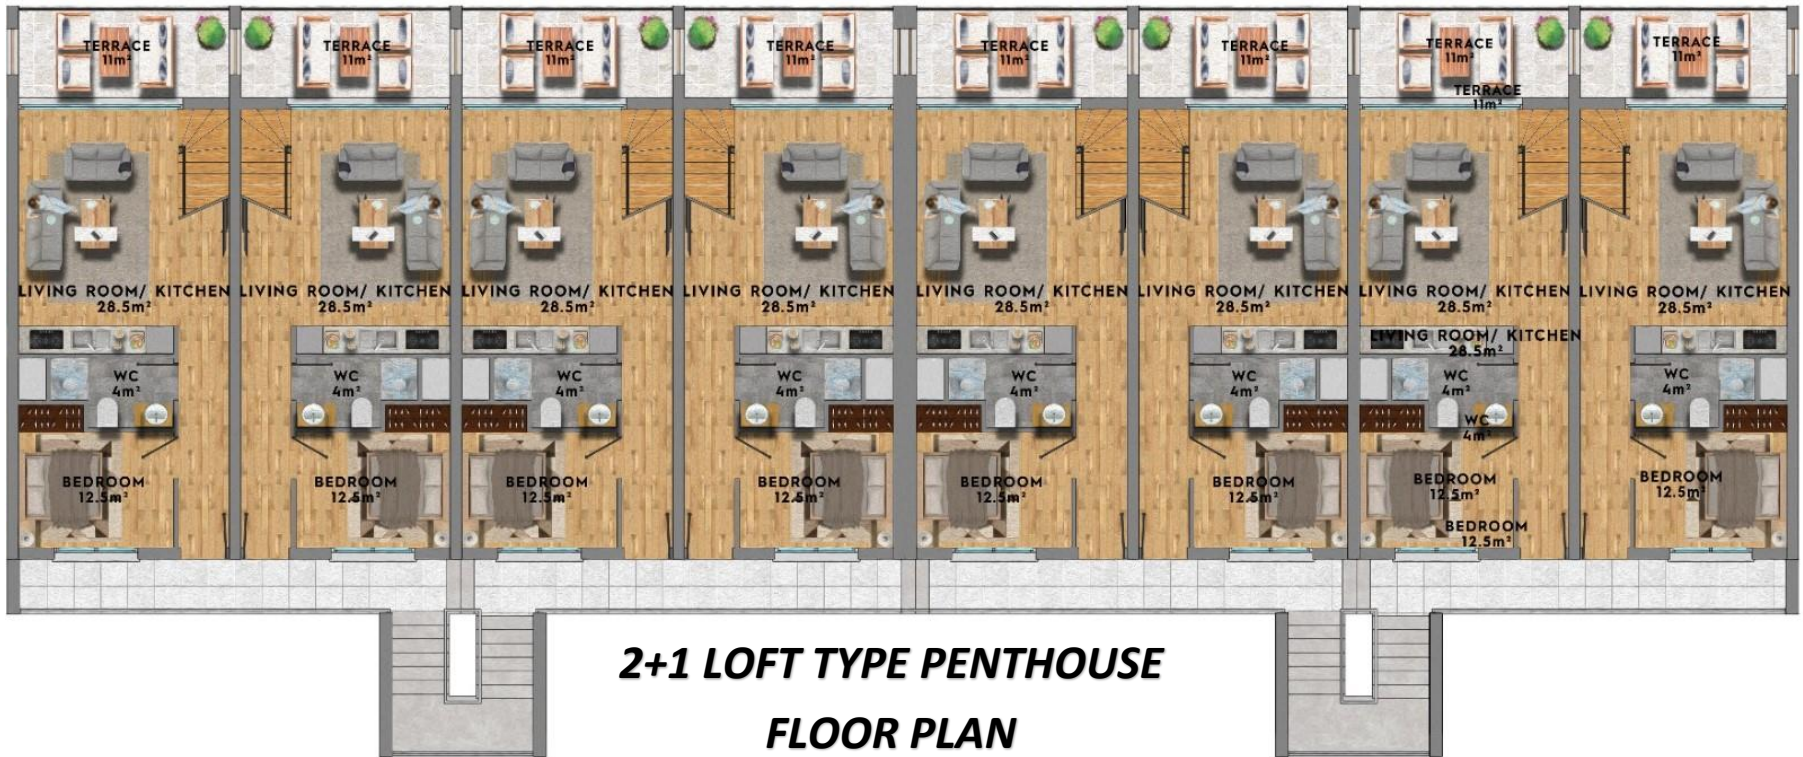 TERRACE
11m²
TERRACE
11m²
TERRACE
11m²
TERRACE
11m²
TERRACE
11m²
TERRACE
11m²
TERRACE
11m²
TERRACE
11m²
TERRACE
11m²
LIVING ROOM/ KITCHEN
28.5m²
LIVING ROOM/ KITCHEN
28.5m²
LIVING ROOM/ KITCHEN
28.5m²
LIVING ROOM/ KITCHEN
28.5m²
LIVING ROOM/ KITCHEN
28.5m²
LIVING ROOM/ KITCHEN
28.5m²
LIVING ROOM/ KITCHEN
28.5m²
LIVING ROOM/ KITCHEN
28.5m²
LIVING ROOM/ KITCHEN
28.5m²
WC
4m²
WC
4m²
WC
4m²
WC
4m²
WC
4m²
WC
4m²
WC
4m²
WC
4m²
WC
4m²
BEDROOM
12.5m²
BEDROOM
12.5m²
BEDROOM
12.5m²
BEDROOM
12.5m²
BEDROOM
12.5m²
BEDROOM
12.5m²
BEDROOM
12.5m²
BEDROOM
12.5m²
BEDROOM
12.5m²
2+1 LOFT TYPE PENTHOUSE
FLOOR PLAN